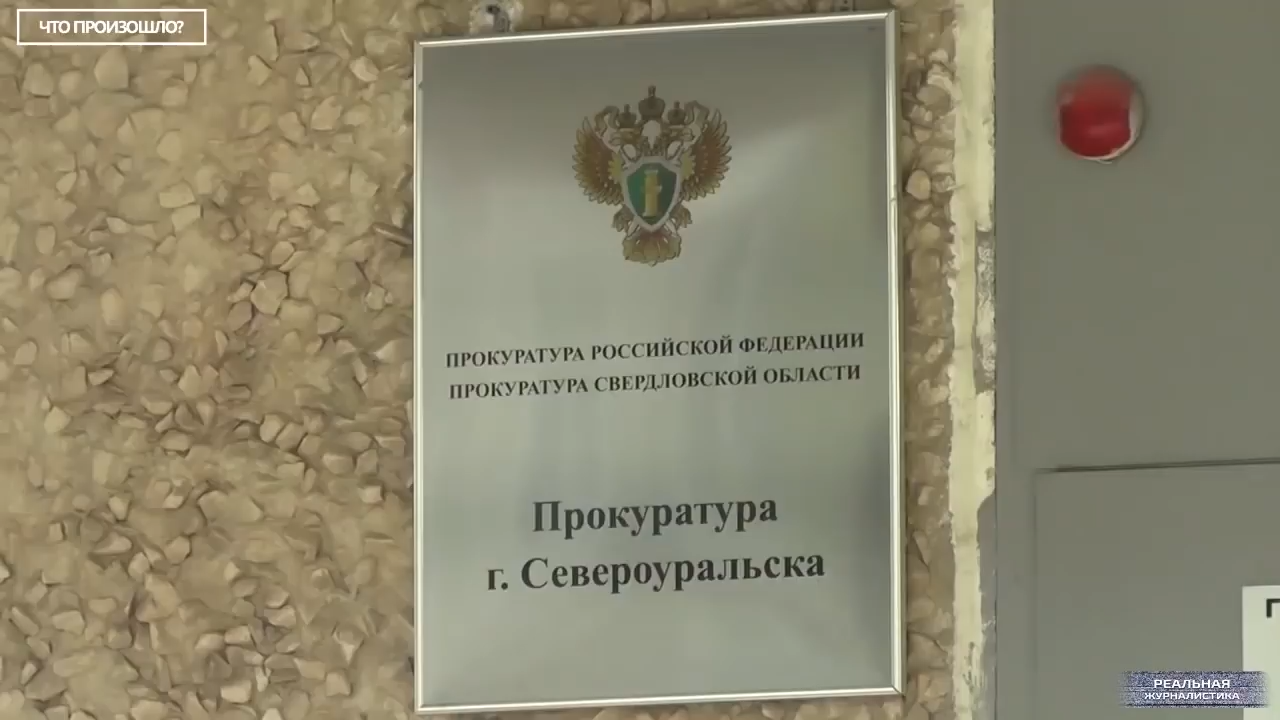 ЧТО ПРОИЗОШЛО?
ПРОКУРАТУРА РОССИЙСКОЙ ФЕДЕРАЦИИ
ПРОКУРАТУРА СВЕРДЛОВСКОЙ ОБЛАСТИ
Прокуратура
г. Североуральска
РЕАЛЬНАЯ
ЖУРНАЛИСТИКА